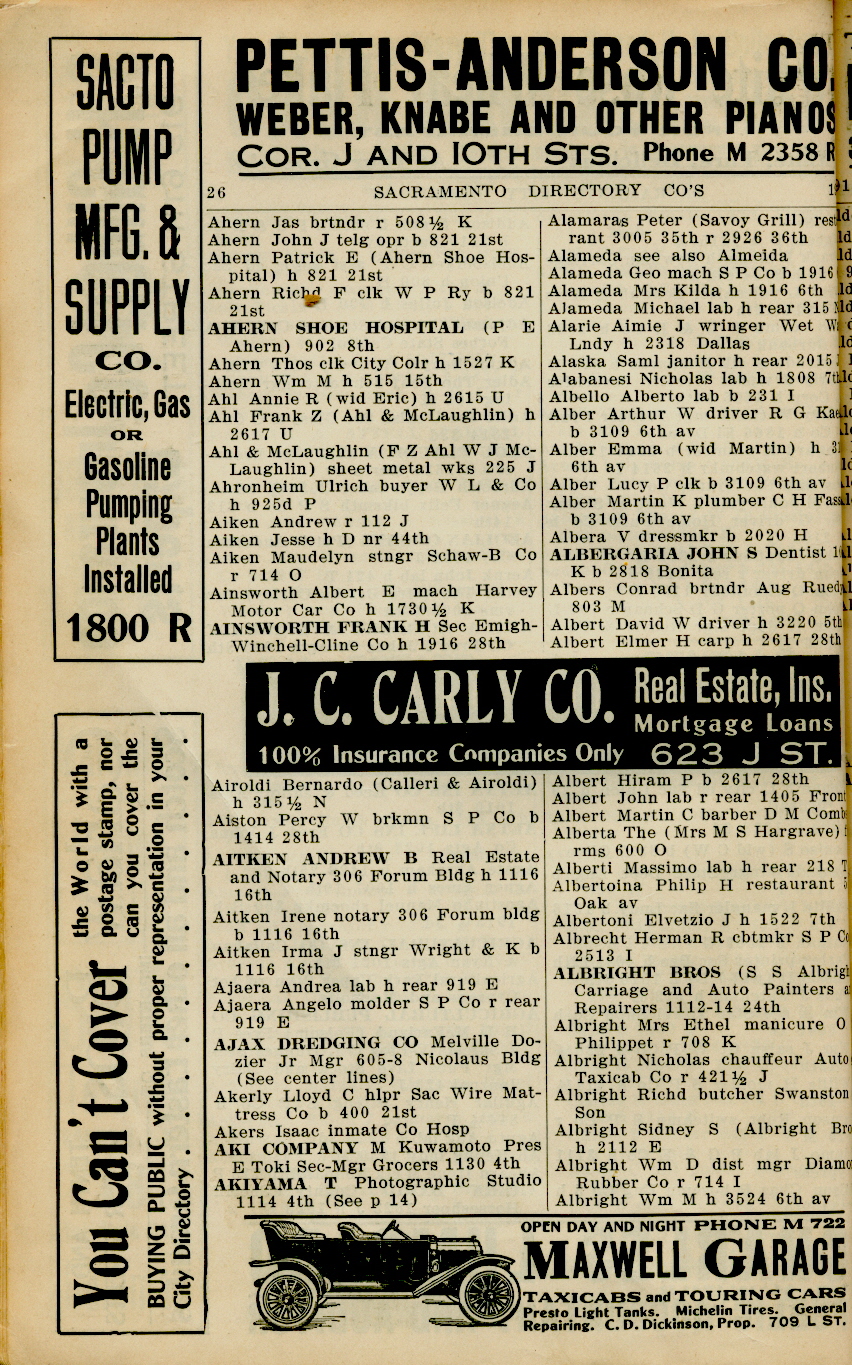 SACTO
PUMP
MFG. &
SUPPLY
CO.
Electric, Gas
OR
Gasoline
Pumping
Plants
Installed
1800 R
You Can't Cover
the World with a
postage stamp, nor
can you cover the
BUYING PUBLIC without proper representation in your
City Directory . . . . . . . . .
PETTIS-ANDERSON CO.
WEBER, KNABE AND OTHER PIANOS
COR. J AND 10TH STS. Phone M 2358 R
26 SACRAMENTO DIRECTORY CO'S
Ahern Jas brtndr r 508½ K
Ahern John J telg opr b 821 21st
Ahern Patrick E (Ahern Shoe Hos-
pital) h 821 21st
Ahern Richd F clk W P Ry b 821
21st
AHERN SHOE HOSPITAL (P E
Ahern) 902 8th
Ahern Thos clk City Colr h 1527 K
Ahern Wm M h 515 15th
Ahl Annie R (wid Eric) h 2615 U
Ahl Frank Z (Ahl & McLaughlin) h
2617 U
Ahl & McLaughlin (F Z Ahl W J Mc-
Laughlin) sheet metal wks 225 J
Ahronheim Ulrich buyer W L & Co
h 925d P
Aiken Andrew r 112 J
Aiken Jesse h D nr 44th
Aiken Maudelyn stngr Schaw-B Co
r 714 O
Ainsworth Albert E mach Harvey
Motor Car Co h 1730½ K
AINSWORTH FRANK H Sec Emigh-
Winchell-Cline Co h 1916 28th
Alamaras Peter (Savoy Grill)
rant 3005 35th r 2926 36th
Alameda see also Almeida
Alameda Geo mach S P Co b 1916
Alameda Mrs Kilda h 1916 6th
Alameda Michael lab h rear 315
Alarie Aimie J wringer Wet
Lndy h 2318 Dallas
Alaska Saml janitor h rear 2015
Alabanesi Nicholas lab h 1808 7th
Albello Alberto lab b 231 I
Alber Arthur W driver R G
b 3109 6th av
Alber Emma (wid Martin) h
6th av
Alber Lucy P clk b 3109 6th av
Alber Martin K plumber C H
b 3109 6th av
Albera V dressmkr b 2020 H
ALBERGARIA JOHN S Dentist
K b 2818 Bonita
Albers Conrad brtndr Aug
803 M
Albert David W driver h 3220 5th
Albert Elmer H carp h 2617 28th
J. C. CARLY CO. Real Estate, Ins.
Mortgage Loans
100% Insurance Companies Only 623 J ST.
Airoldi Bernardo (Calleri & Airoldi)
h 315½ N
Aiston Percy W brkmn S P Co b
1414 28th
AITKEN ANDREW B Real Estate
and Notary 306 Forum Bldg h 1116
16th
Aitken Irene notary 306 Forum bldg
b 1116 16th
Aitken Irma J stngr Wright & K b
1116 16th
Ajaera Andrea lab h rear 919 E
Ajaera Angelo molder S P Co r rear
919 E
AJAX DREDGING CO Melville Do-
zier Jr Mgr 605-8 Nicolaus Bldg
(See center lines)
Akerly Lloyd C hlpr Sac Wire Mat-
tress Co b 400 21st
Akers Isaac inmate Co Hosp
AKI COMPANY M Kuwamoto Pres
E Toki Sec-Mgr Grocers 1130 4th
AKIYAMA T Photographic Studio
1114 4th (See p 14)
Albert Hiram P b 2617 28th
Albert John lab r rear 1405 Front
Albert Martin C barber D M
Alberta The (Mrs M S Hargrave)
rms 600 O
Alberti Massimo lab h rear 218
Albertoina Philip H restaurant
Oak av
Albertoni Elvetzio J h 1522 7th
Albrecht Herman R cbtmkr S P Co
2513 I
ALBRIGHT BROS (S S
Carriage and Auto Painters
Repairers 1112-14 24th
Albright Mrs Ethel manicure O
Philippet r 708 K
Albright Nicholas chauffeur Auto
Taxicab Co r 421½ J
Albright Richd butcher Swanston
Son
Albright Sidney S (Albright
h 2112 E
Albright Wm D dist mgr
Rubber Co r 714 I
Albright Wm M h 3524 6th av
OPEN DAY AND NIGHT PHONE M 722
MAXWELL GARAGE
TAXICABS and TOURING CARS
Presto Light Tanks. Michelin Tires. General
Repairing. C. D. Dickinson, Prop. 709 L ST.